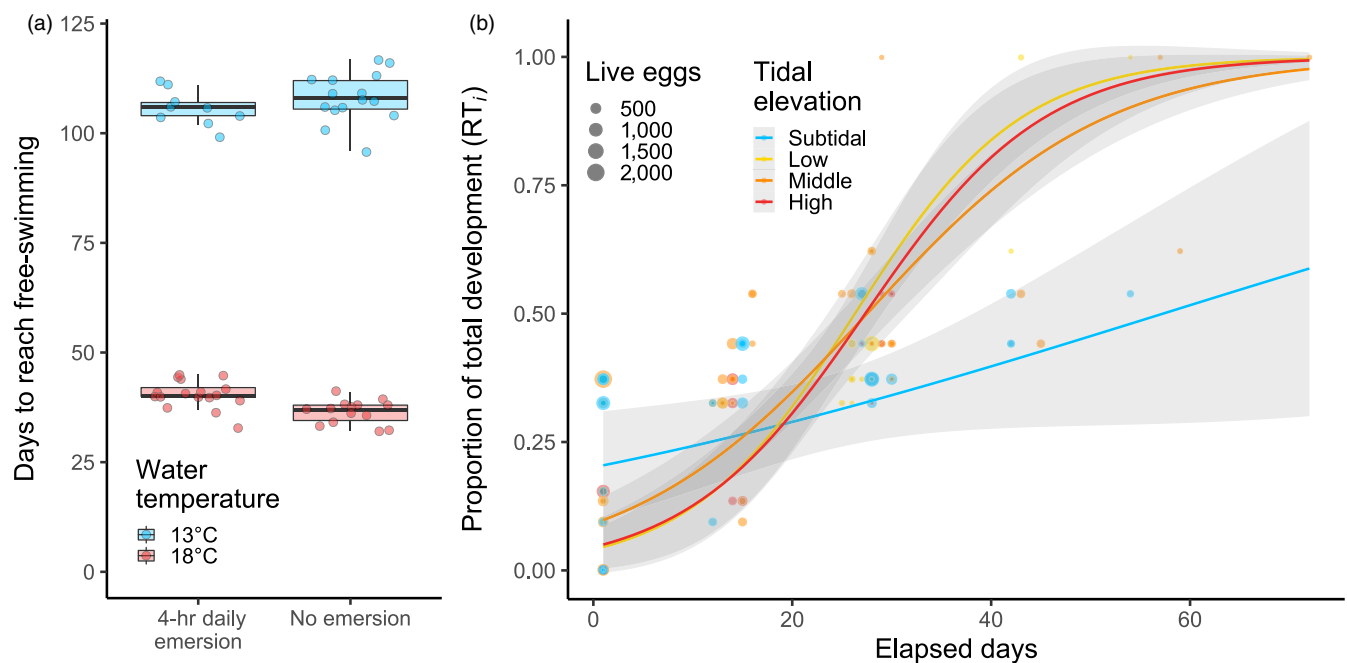 (a)
Days to reach free-swimming
125
100
75
50
25
0
Water
temperature
13°C
18°C
4-hr daily
emersion
No emersion
(b)
Proportion of total development (RTi)
1.00
0.75
0.50
0.25
0.00
Live eggs
500
1,000
1,500
2,000
Tidal
elevation
Subtidal
Low
Middle
High
0
20
40
60
Elapsed days